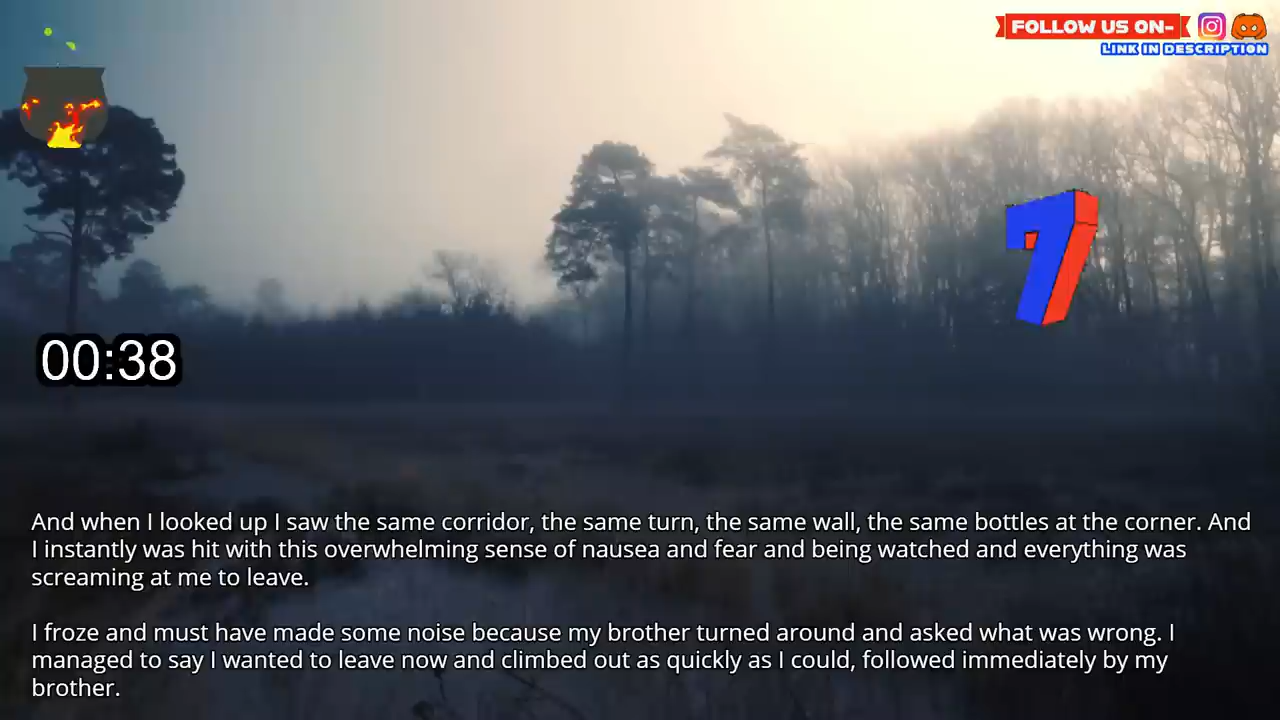 FOLLOW US ON-
LINK IN DESCRIPTION
7
00:38
And when I looked up I saw the same corridor, the same turn, the same wall, the same bottles at the corner. And
I instantly was hit with this overwhelming sense of nausea and fear and being watched and everything was
screaming at me to leave.
I froze and must have made some noise because my brother turned around and asked what was wrong. I
managed to say I wanted to leave now and climbed out as quickly as I could, followed immediately by my
brother.